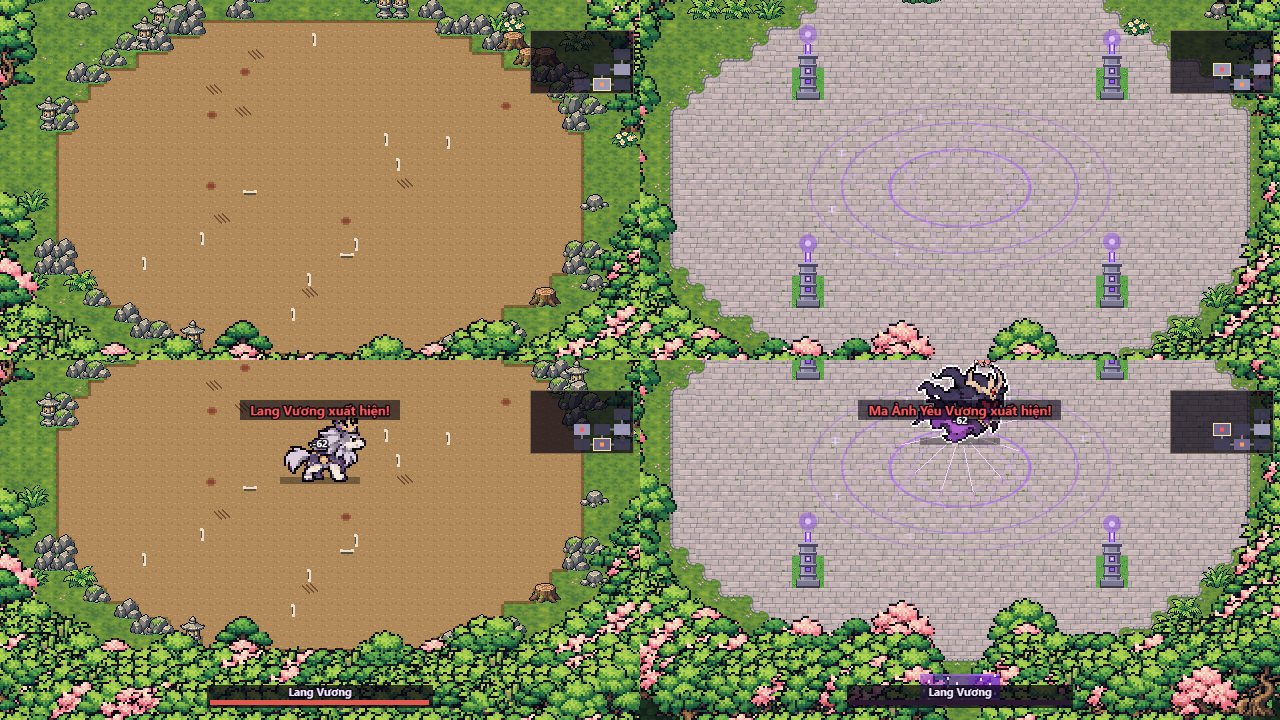 Lang Vương xuất hiện!
62
Ma Ảnh Yêu Vương xuất hiện!
-62
Lang Vương
Lang Vương